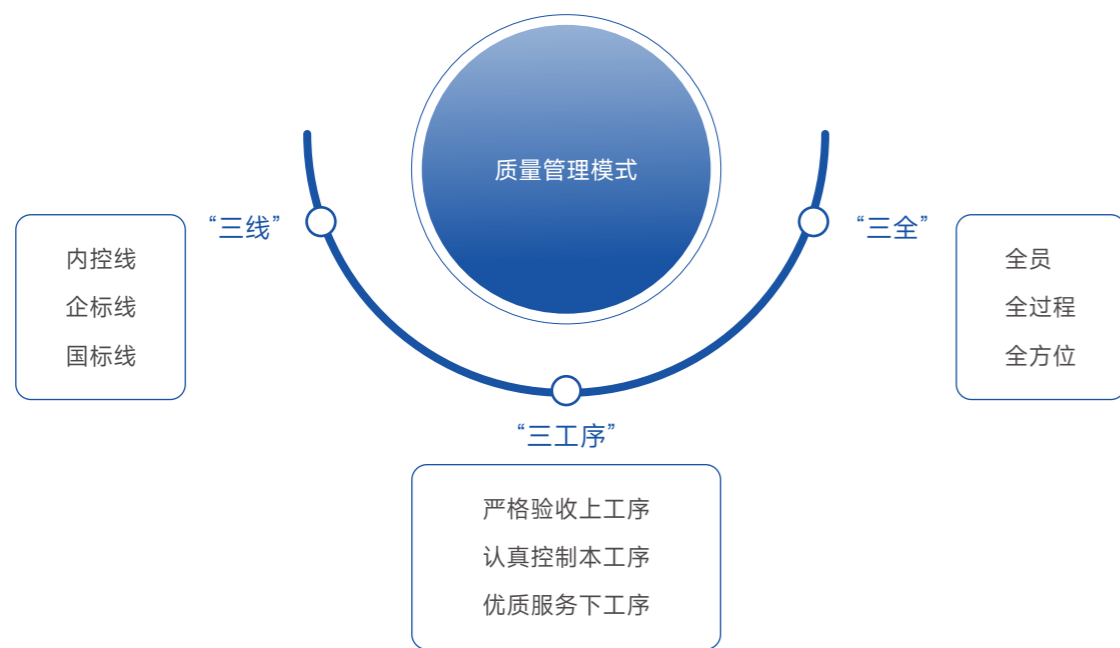 质量管理模式
“三线”
内控线
企标线
国标线
“三工序”
严格验收上工序
认真控制本工序
优质服务下工序
“三全”
全员
全过程
全方位